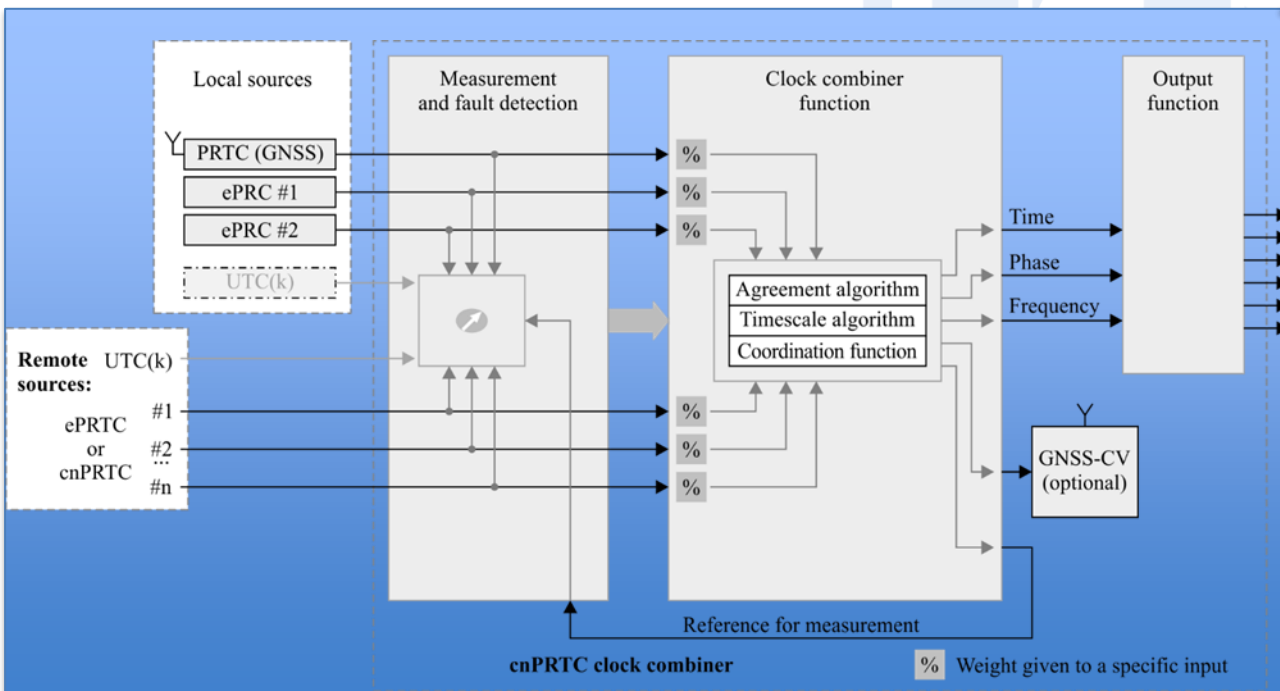 Local sources
PRTC (GNSS)
ePRC #1
ePRC #2
UTC(k)
Remote
sources:
UTC(k)
ePRTC
or
cnPRTC
#1
#2
...
#n
Measurement
and fault detection
Clock combiner
function
%
%
%
Agreement algorithm
Timescale algorithm
Coordination function
%
%
%
Time
Phase
Frequency
Output
function
GNSS-CV
(optional)
Reference for measurement
cnPRTC clock combiner
% Weight given to a specific input